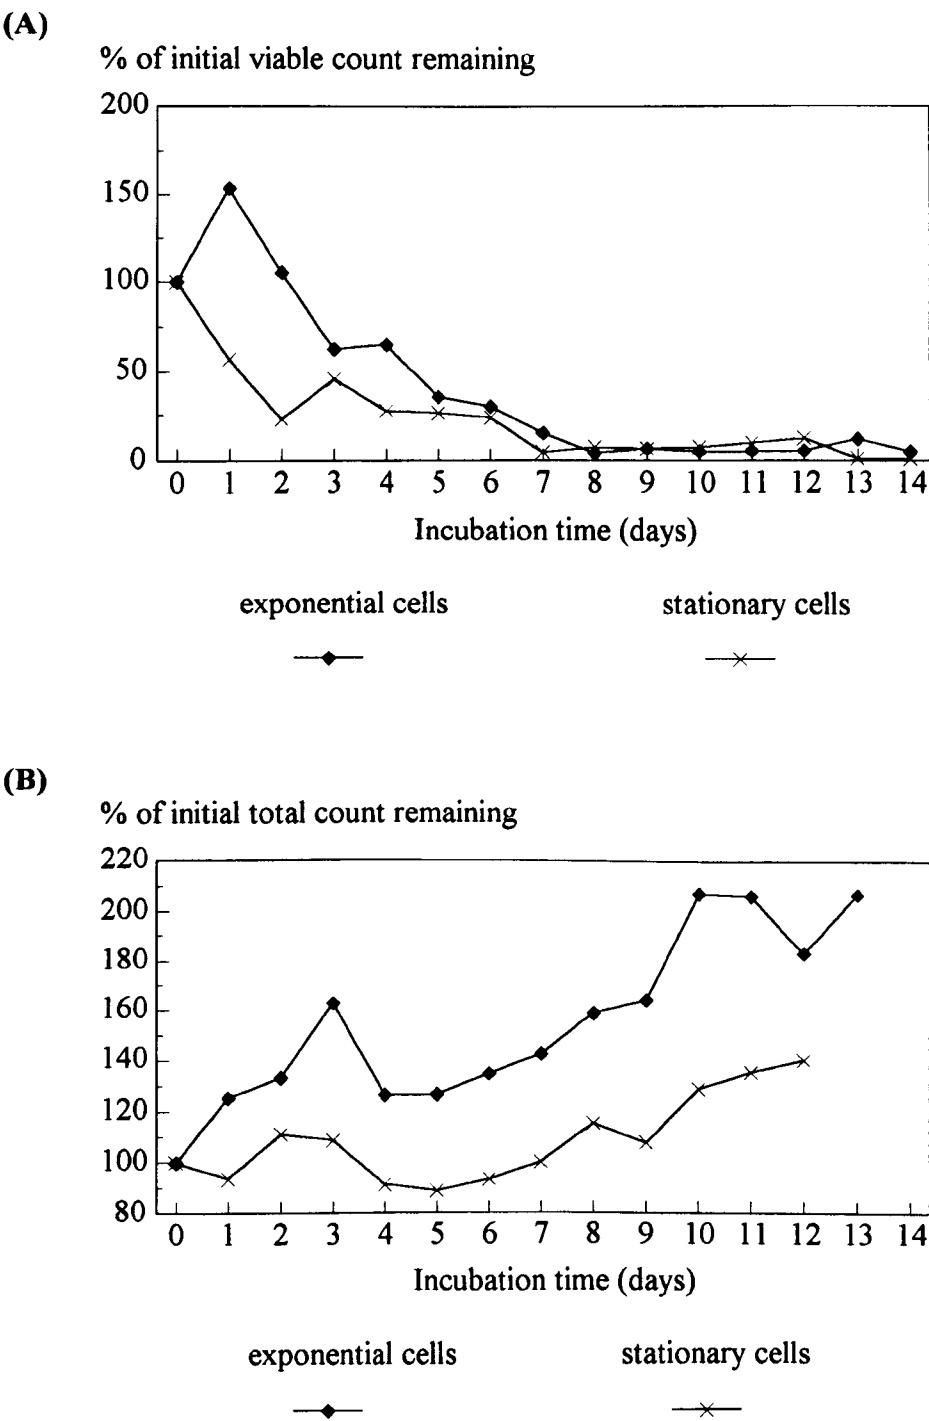 (A)
% of initial viable count remaining
200
150
100
50
0
0 1 2 3 4 5 6 7 8 9 10 11 12 13 14
Incubation time (days)
exponential cells stationary cells
(B)
% of initial total count remaining
220
200
180
160
140
120
100
80
0 1 2 3 4 5 6 7 8 9 10 11 12 13 14
Incubation time (days)
exponential cells stationary cells